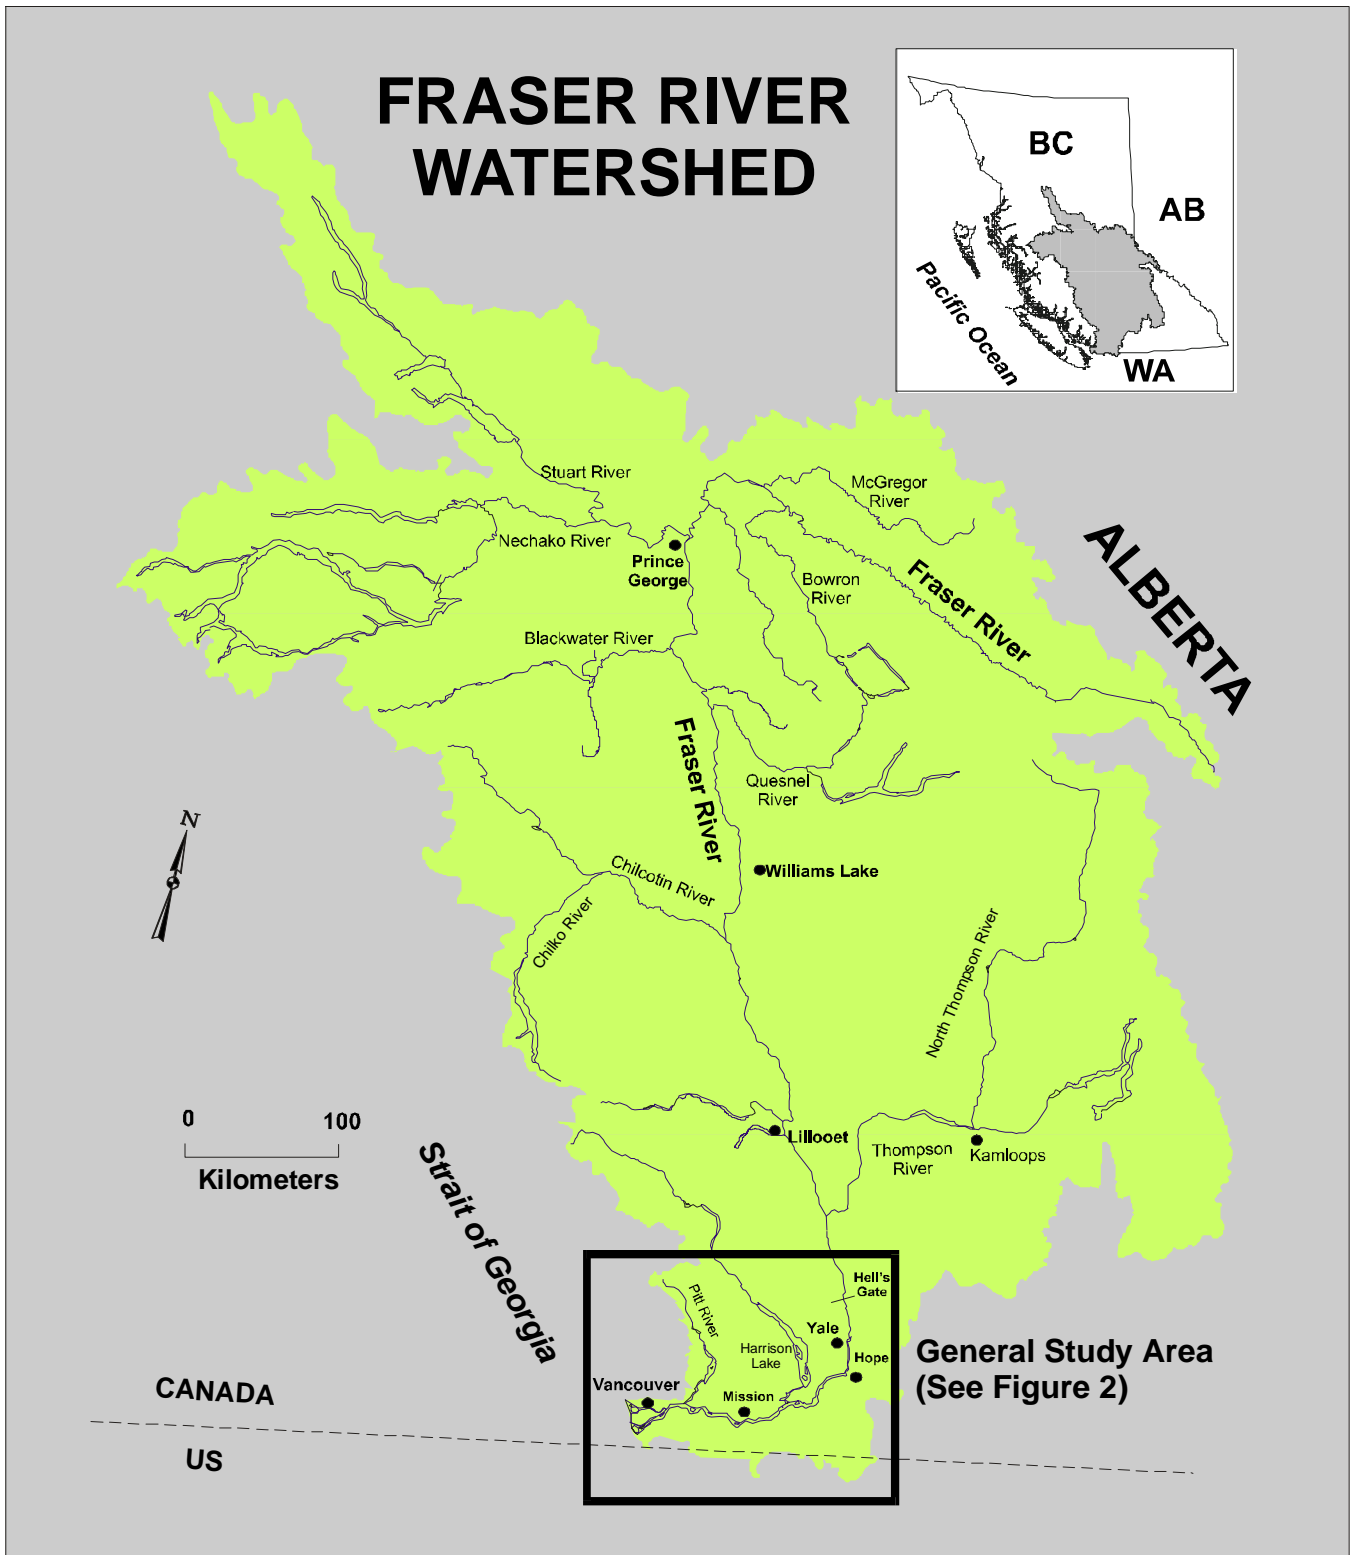 FRASER RIVER
WATERSHED
BC
AB
Pacific Ocean
WA
Stuart River
McGregor
River
Nechako River
Prince
George
Bowron
River
Fraser River
ALBERTA
Blackwater River
Fraser River
Quesnel
River
N
Williams Lake
Chilcotin River
Chilko River
North Thompson River
0
100
Kilometers
Lillooet
Thompson
River
Kamloops
Strait of Georgia
Hell's
Gate
Pitt River
Yale
Harrison
Lake
Hope
General Study Area
(See Figure 2)
Vancouver
Mission
CANADA
US